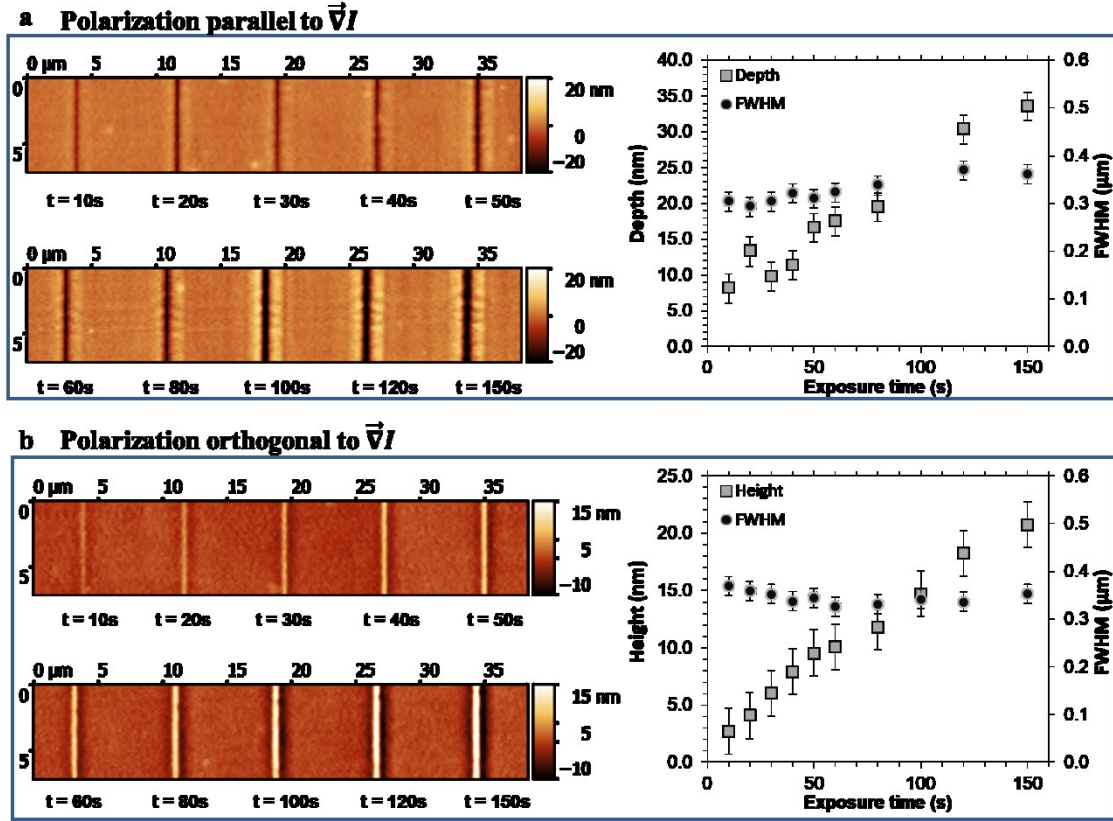 a Polarization parallel to ∇⃗I
0 µm 5 10 15 20 25 30 35
0
5
20 nm
0
−20
t = 10s t = 20s t = 30s t = 40s t = 50s
0 µm 5 10 15 20 25 30 35
0
5
20 nm
0
−20
t = 60s t = 80s t = 100s t = 120s t = 150s
Depth
FWHM
40.0
35.0
30.0
25.0
20.0
15.0
10.0
5.0
0.0
Depth (nm)
0.6
0.5
0.4
0.3
0.2
0.1
0.0
FWHM (µm)
0 50 100 150
Exposure time (s)
b Polarization orthogonal to ∇⃗I
0 µm 5 10 15 20 25 30 35
0
5
15 nm
5
−10
t = 10s t = 20s t = 30s t = 40s t = 50s
0 µm 5 10 15 20 25 30 35
0
5
15 nm
5
−10
t = 60s t = 80s t = 100s t = 120s t = 150s
Height
FWHM
25.0
20.0
15.0
10.0
5.0
0.0
Height (nm)
0.6
0.5
0.4
0.3
0.2
0.1
0.0
FWHM (µm)
0 50 100 150
Exposure time (s)